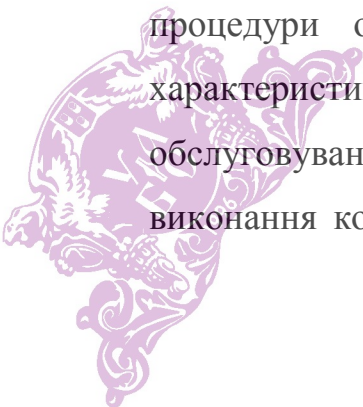 процедури о
характеристи
обслуговуван
виконання ко